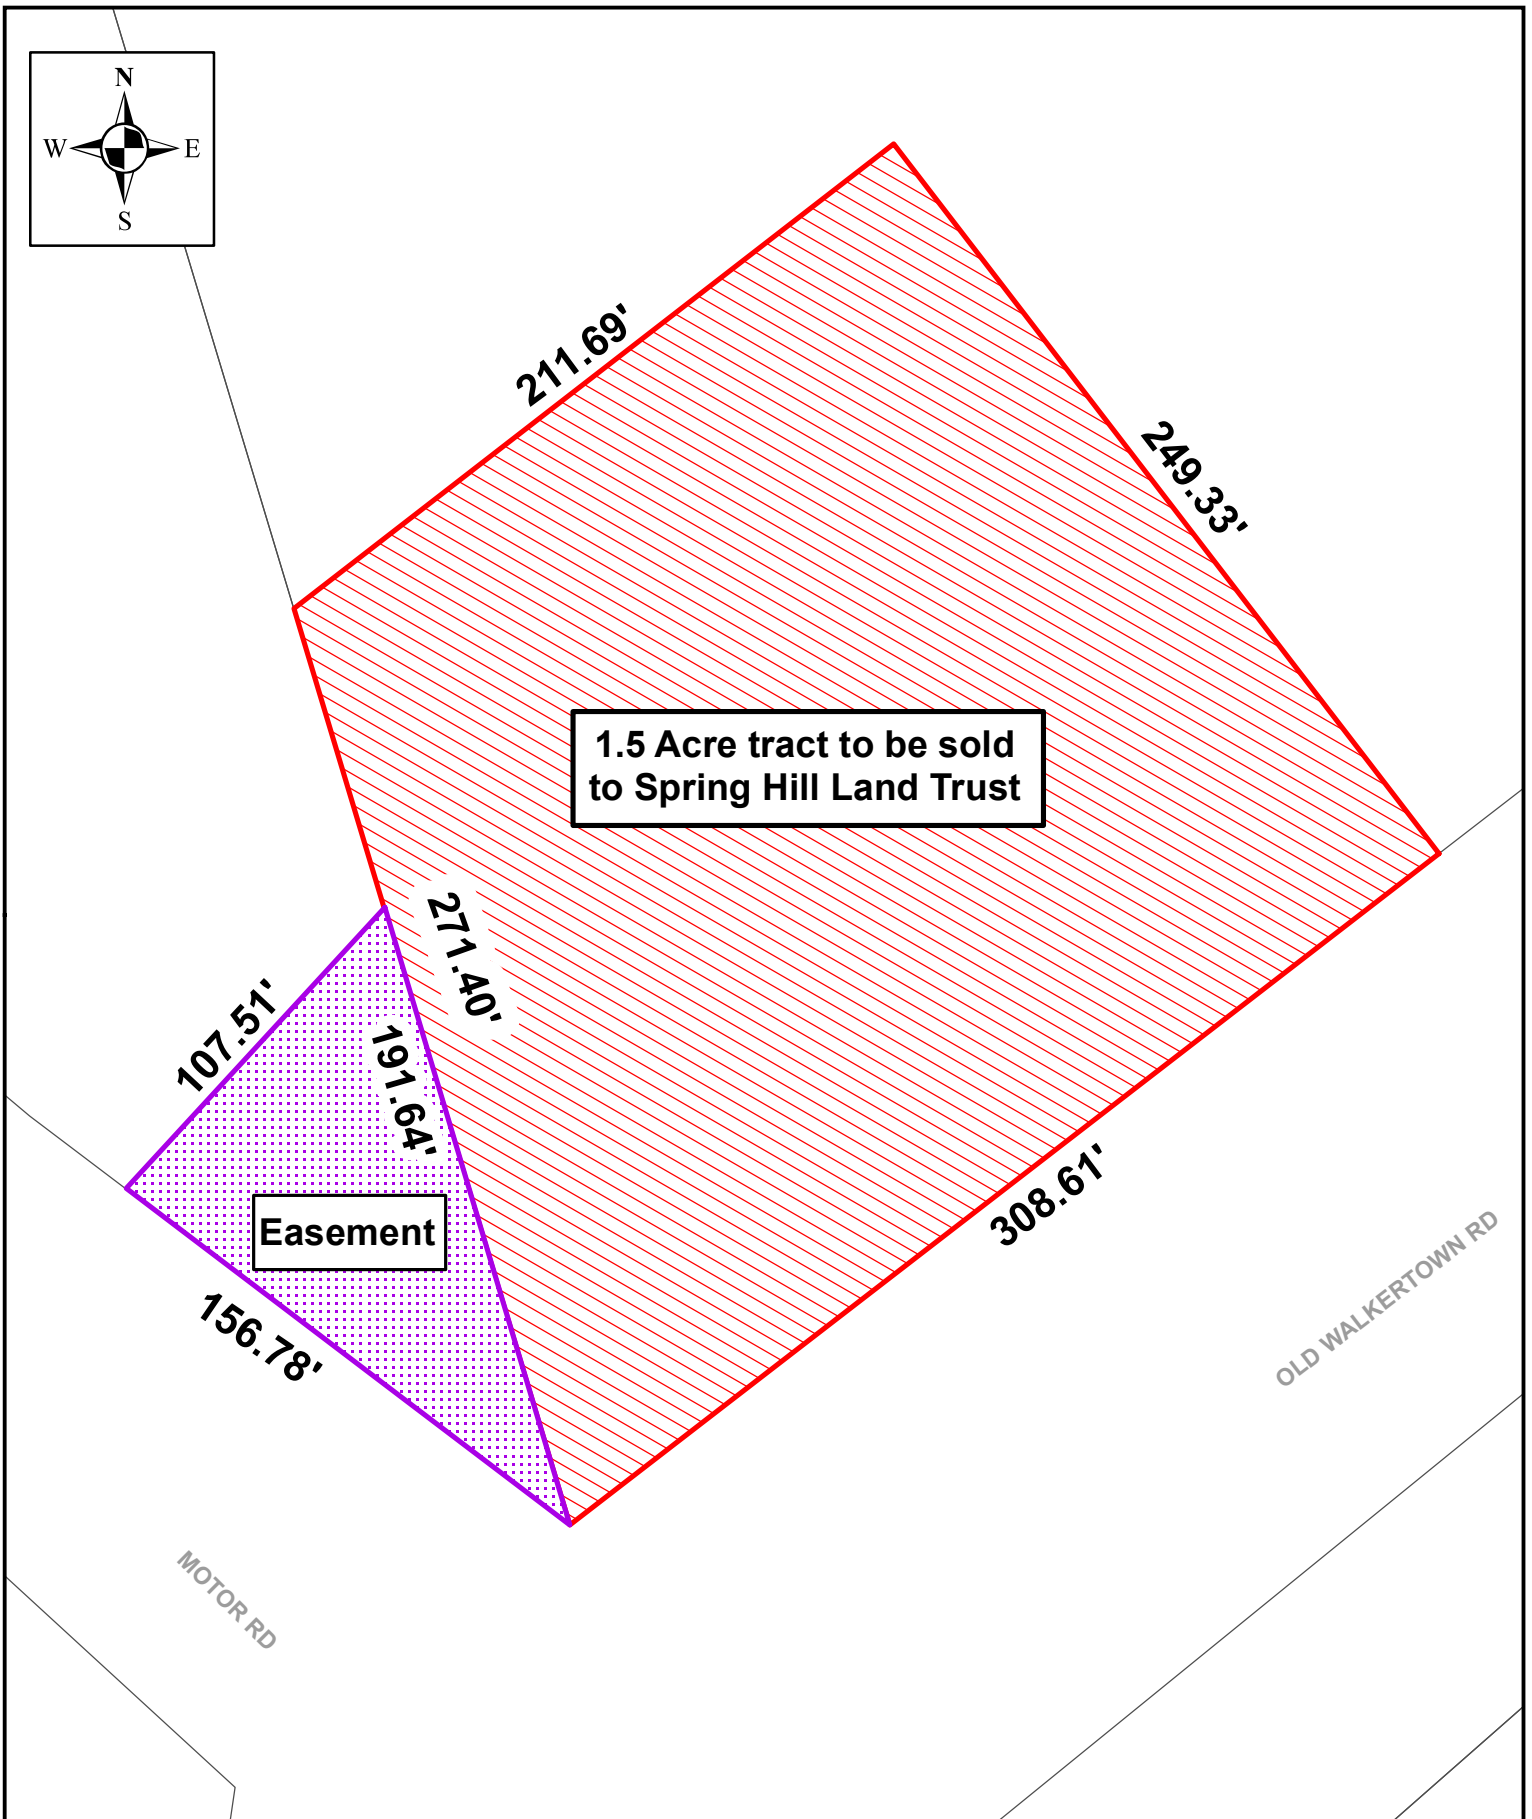 N
W E
S
211.69'
249.33'
1.5 Acre tract to be sold
to Spring Hill Land Trust
271.40'
107.51'
191.64'
Easement
308.61'
156.78'
OLD WALKERTOWN RD
MOTOR RD